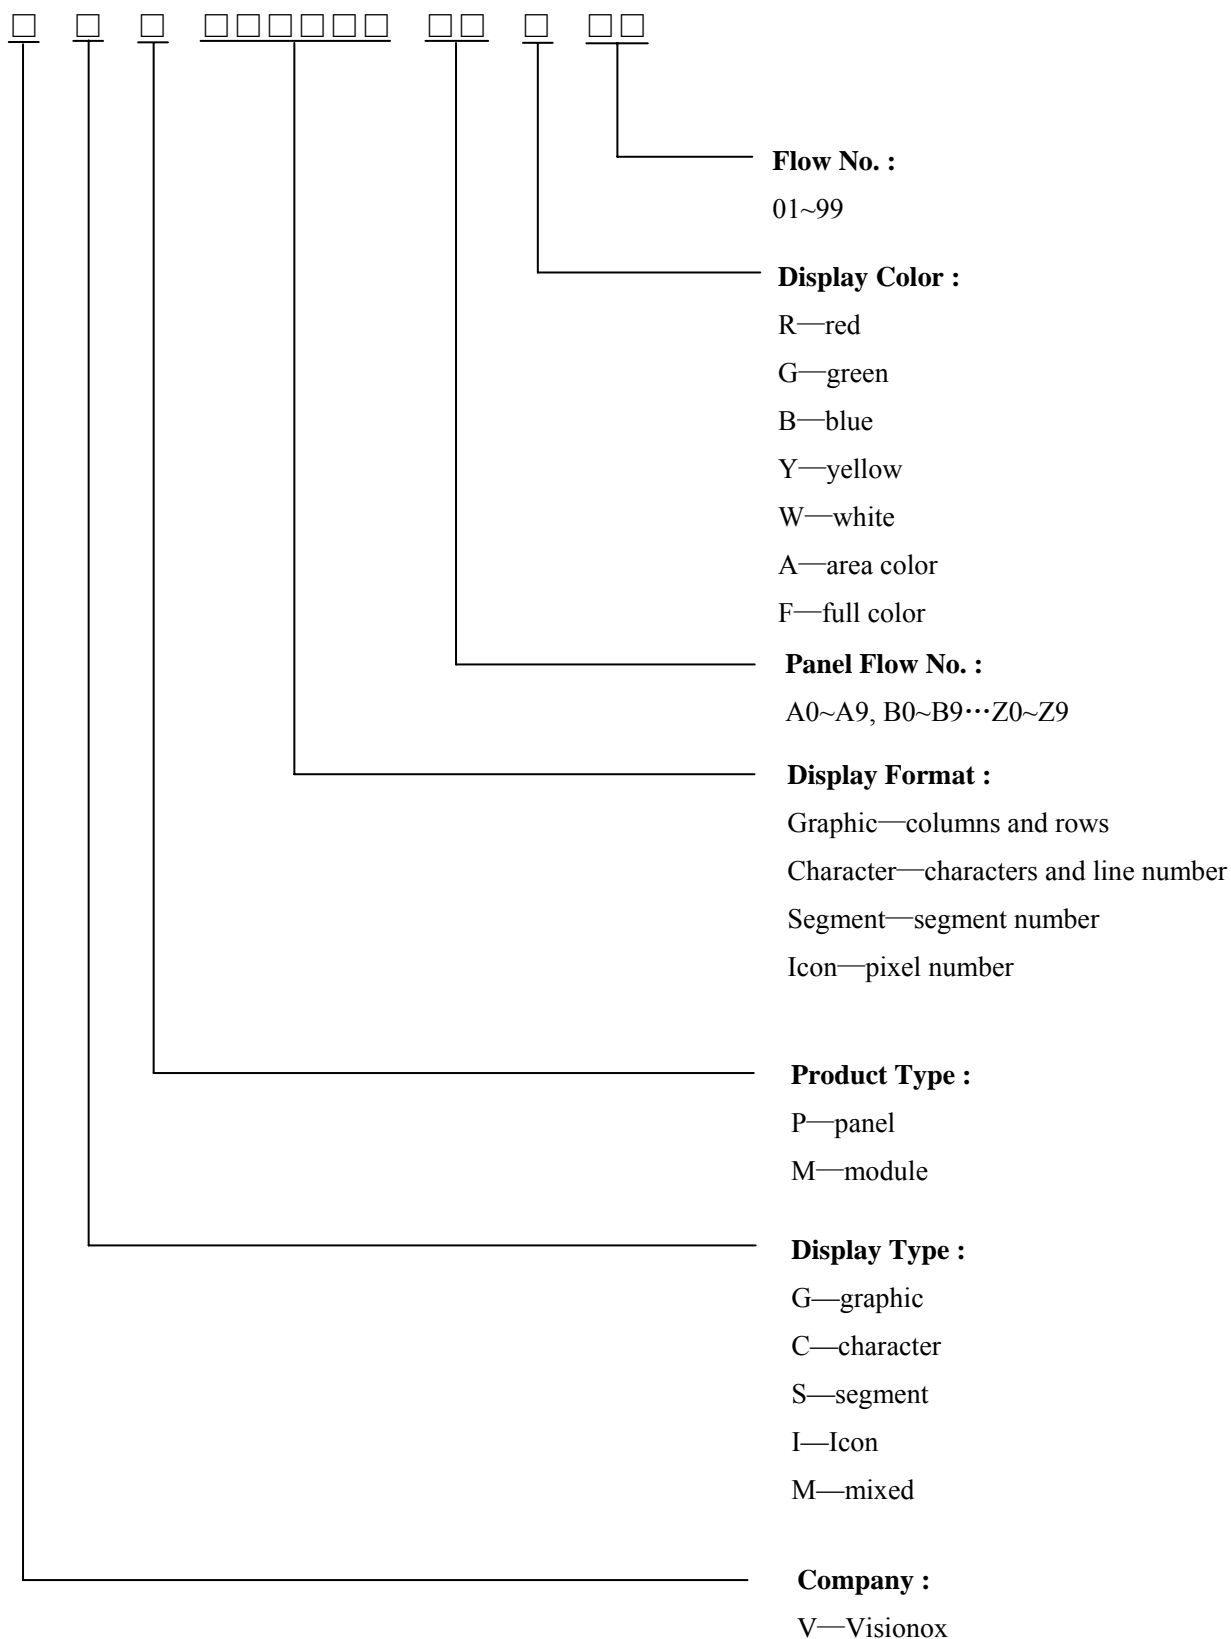 □ □ □ □□□□□□ □□ □ □□
Flow No. :
01~99
Display Color :
R—red
G—green
B—blue
Y—yellow
W—white
A—area color
F—full color
Panel Flow No. :
A0~A9, B0~B9⋯Z0~Z9
Display Format :
Graphic—columns and rows
Character—characters and line number
Segment—segment number
Icon—pixel number
Product Type :
P—panel
M—module
Display Type :
G—graphic
C—character
S—segment
I—Icon
M—mixed
Company :
V—Visionox